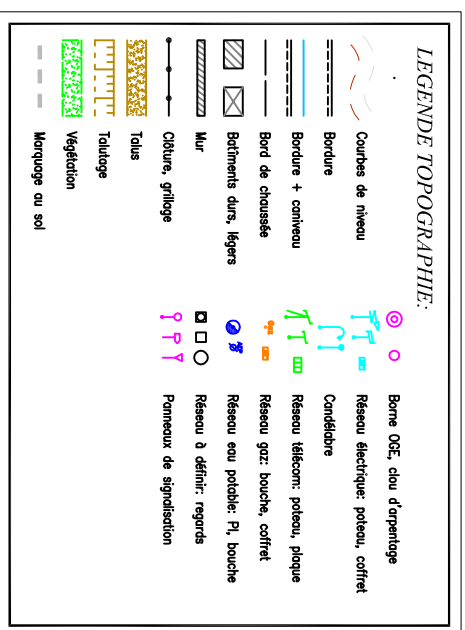 LEGENDE TOPOGRAPHIE:
Courbes de niveau
Bordure
Bordure + caniveau
Bord de chaussée
Batîments durs, légers
Mur
Clôture, grillage
Talus
Talutage
Végétation
Marquage au sol
Borne OGE, clou d'arpentage
Réseau électrique: poteau, coffret
Candélabre
Réseau télécom: poteau, plaque
Gaz
Réseau gaz: bouche, coffret
Réseau eau potable: PI, bouche
Réseau à définir: regards
Panneaux de signalisation